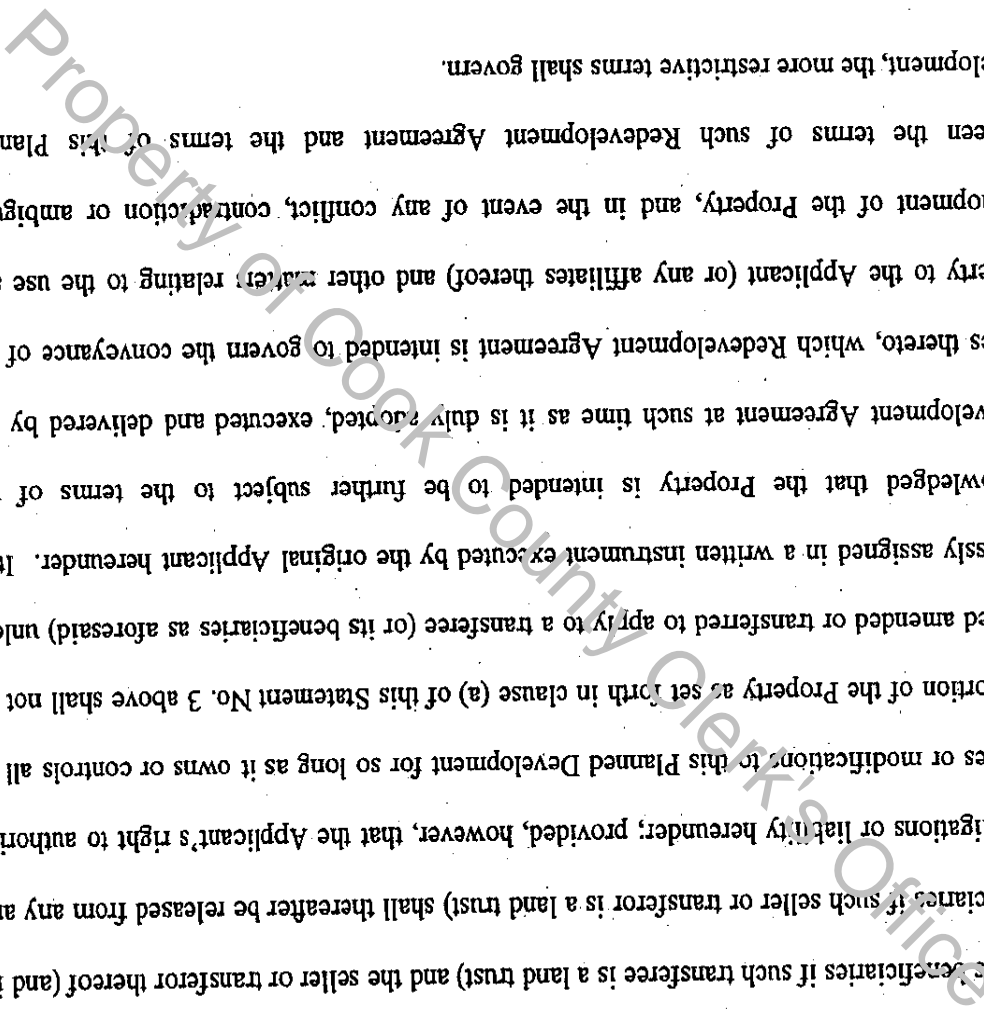 beneficiaries if such transferee is a land trust) and the seller or transferor thereof (and
ciaries if such seller or transferor is a land trust) shall thereafter be released from any an
ligations or liability hereunder; provided, however, that the Applicant's right to authori
es or modifications to this Planned Development for so long as it owns or controls all
ortion of the Property as set forth in clause (a) of this Statement No. 3 above shall not
ed amended or transferred to apply to a transferee (or its beneficiaries as aforesaid) unle
ssly assigned in a written instrument executed by the original Applicant hereunder. It
owledged that the Property is intended to be further subject to the terms of
velopment Agreement at such time as it is duly adopted, executed and delivered by
es thereto, which Redevelopment Agreement is intended to govern the conveyance of
erty to the Applicant (or any affiliates thereof) and other matters relating to the use
lopment of the Property, and in the event of any conflict, contradiction or ambigu
een the terms of such Redevelopment Agreement and the terms of this Plan
elopment, the more restrictive terms shall govern.
Property of Cook County Clerk's Office